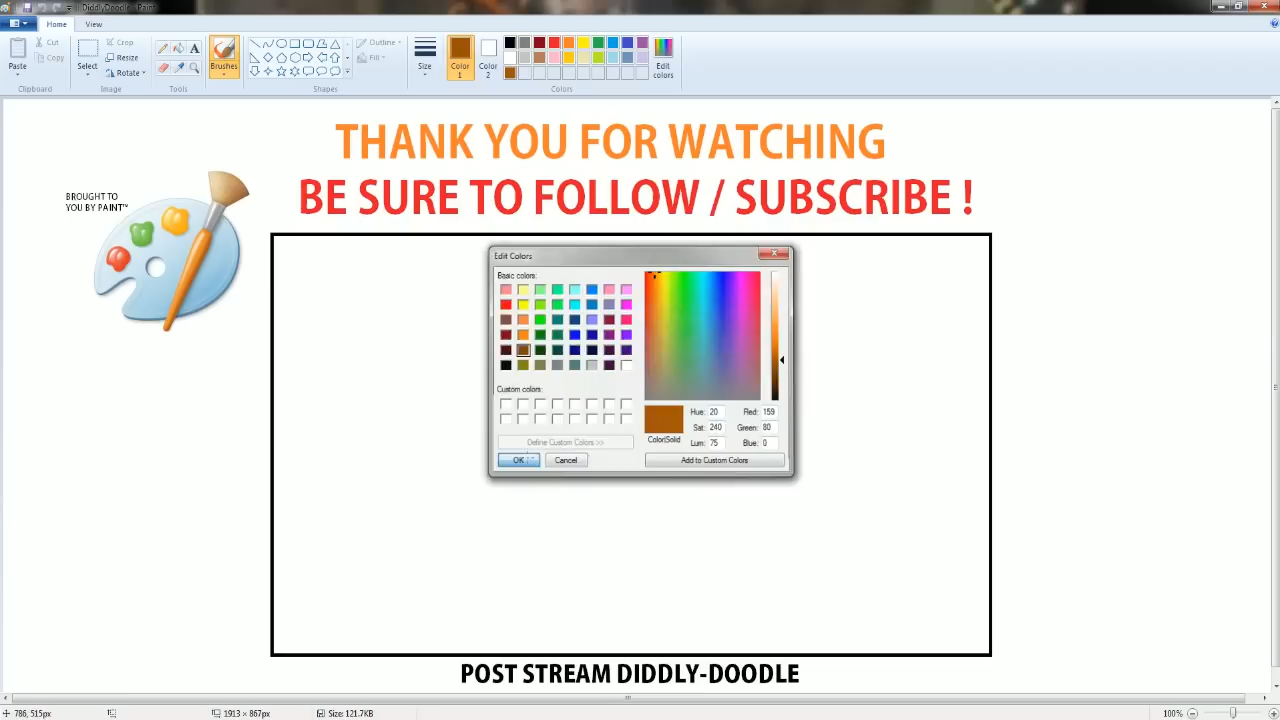 DiddlyDoodle - Paint
Home
View
Paste
Cut
Copy
Clipboard
Select
Crop
Resize
Rotate
Image
A
Tools
Brushes
Outline
Fill
Shapes
Size
Color 1
Color 2
Edit colors
Colors
THANK YOU FOR WATCHING
BE SURE TO FOLLOW / SUBSCRIBE !
BROUGHT TO
YOU BY PAINT™
Edit Colors
Basic colors:
Custom colors:
Define Custom Colors >>
OK
Cancel
Color|Solid
Hue: 20
Red: 159
Sat: 240
Green: 80
Lum: 75
Blue: 0
Add to Custom Colors
POST STREAM DIDDLY-DOODLE
786, 515px
1913 × 867px
Size: 121.7KB
100%